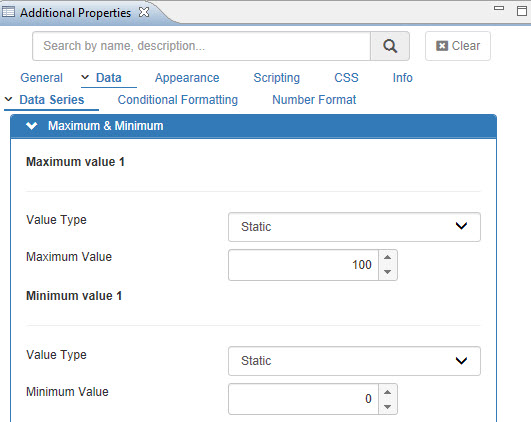 Additional Properties
Search by name, description...
Clear
General Data Appearance Scripting CSS Info
Data Series Conditional Formatting Number Format
Maximum & Minimum
Maximum value 1
Value Type Static
Maximum Value 100
Minimum value 1
Value Type Static
Minimum Value 0